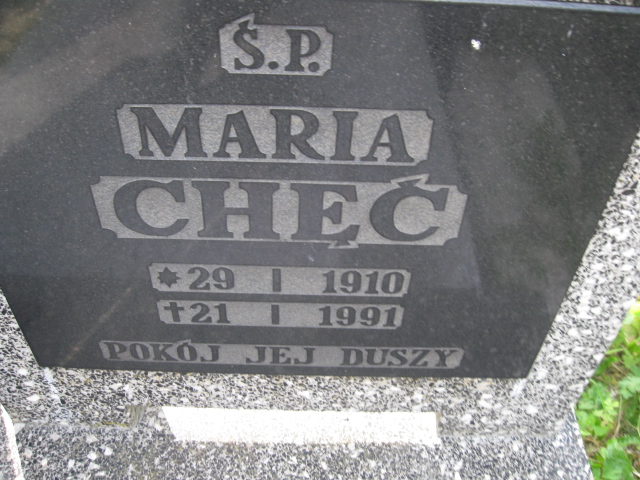 Ś.P.
MARIA
CHĘĆ
✶29 I 1910
✝21 I 1991
POKÓJ JEJ DUSZY